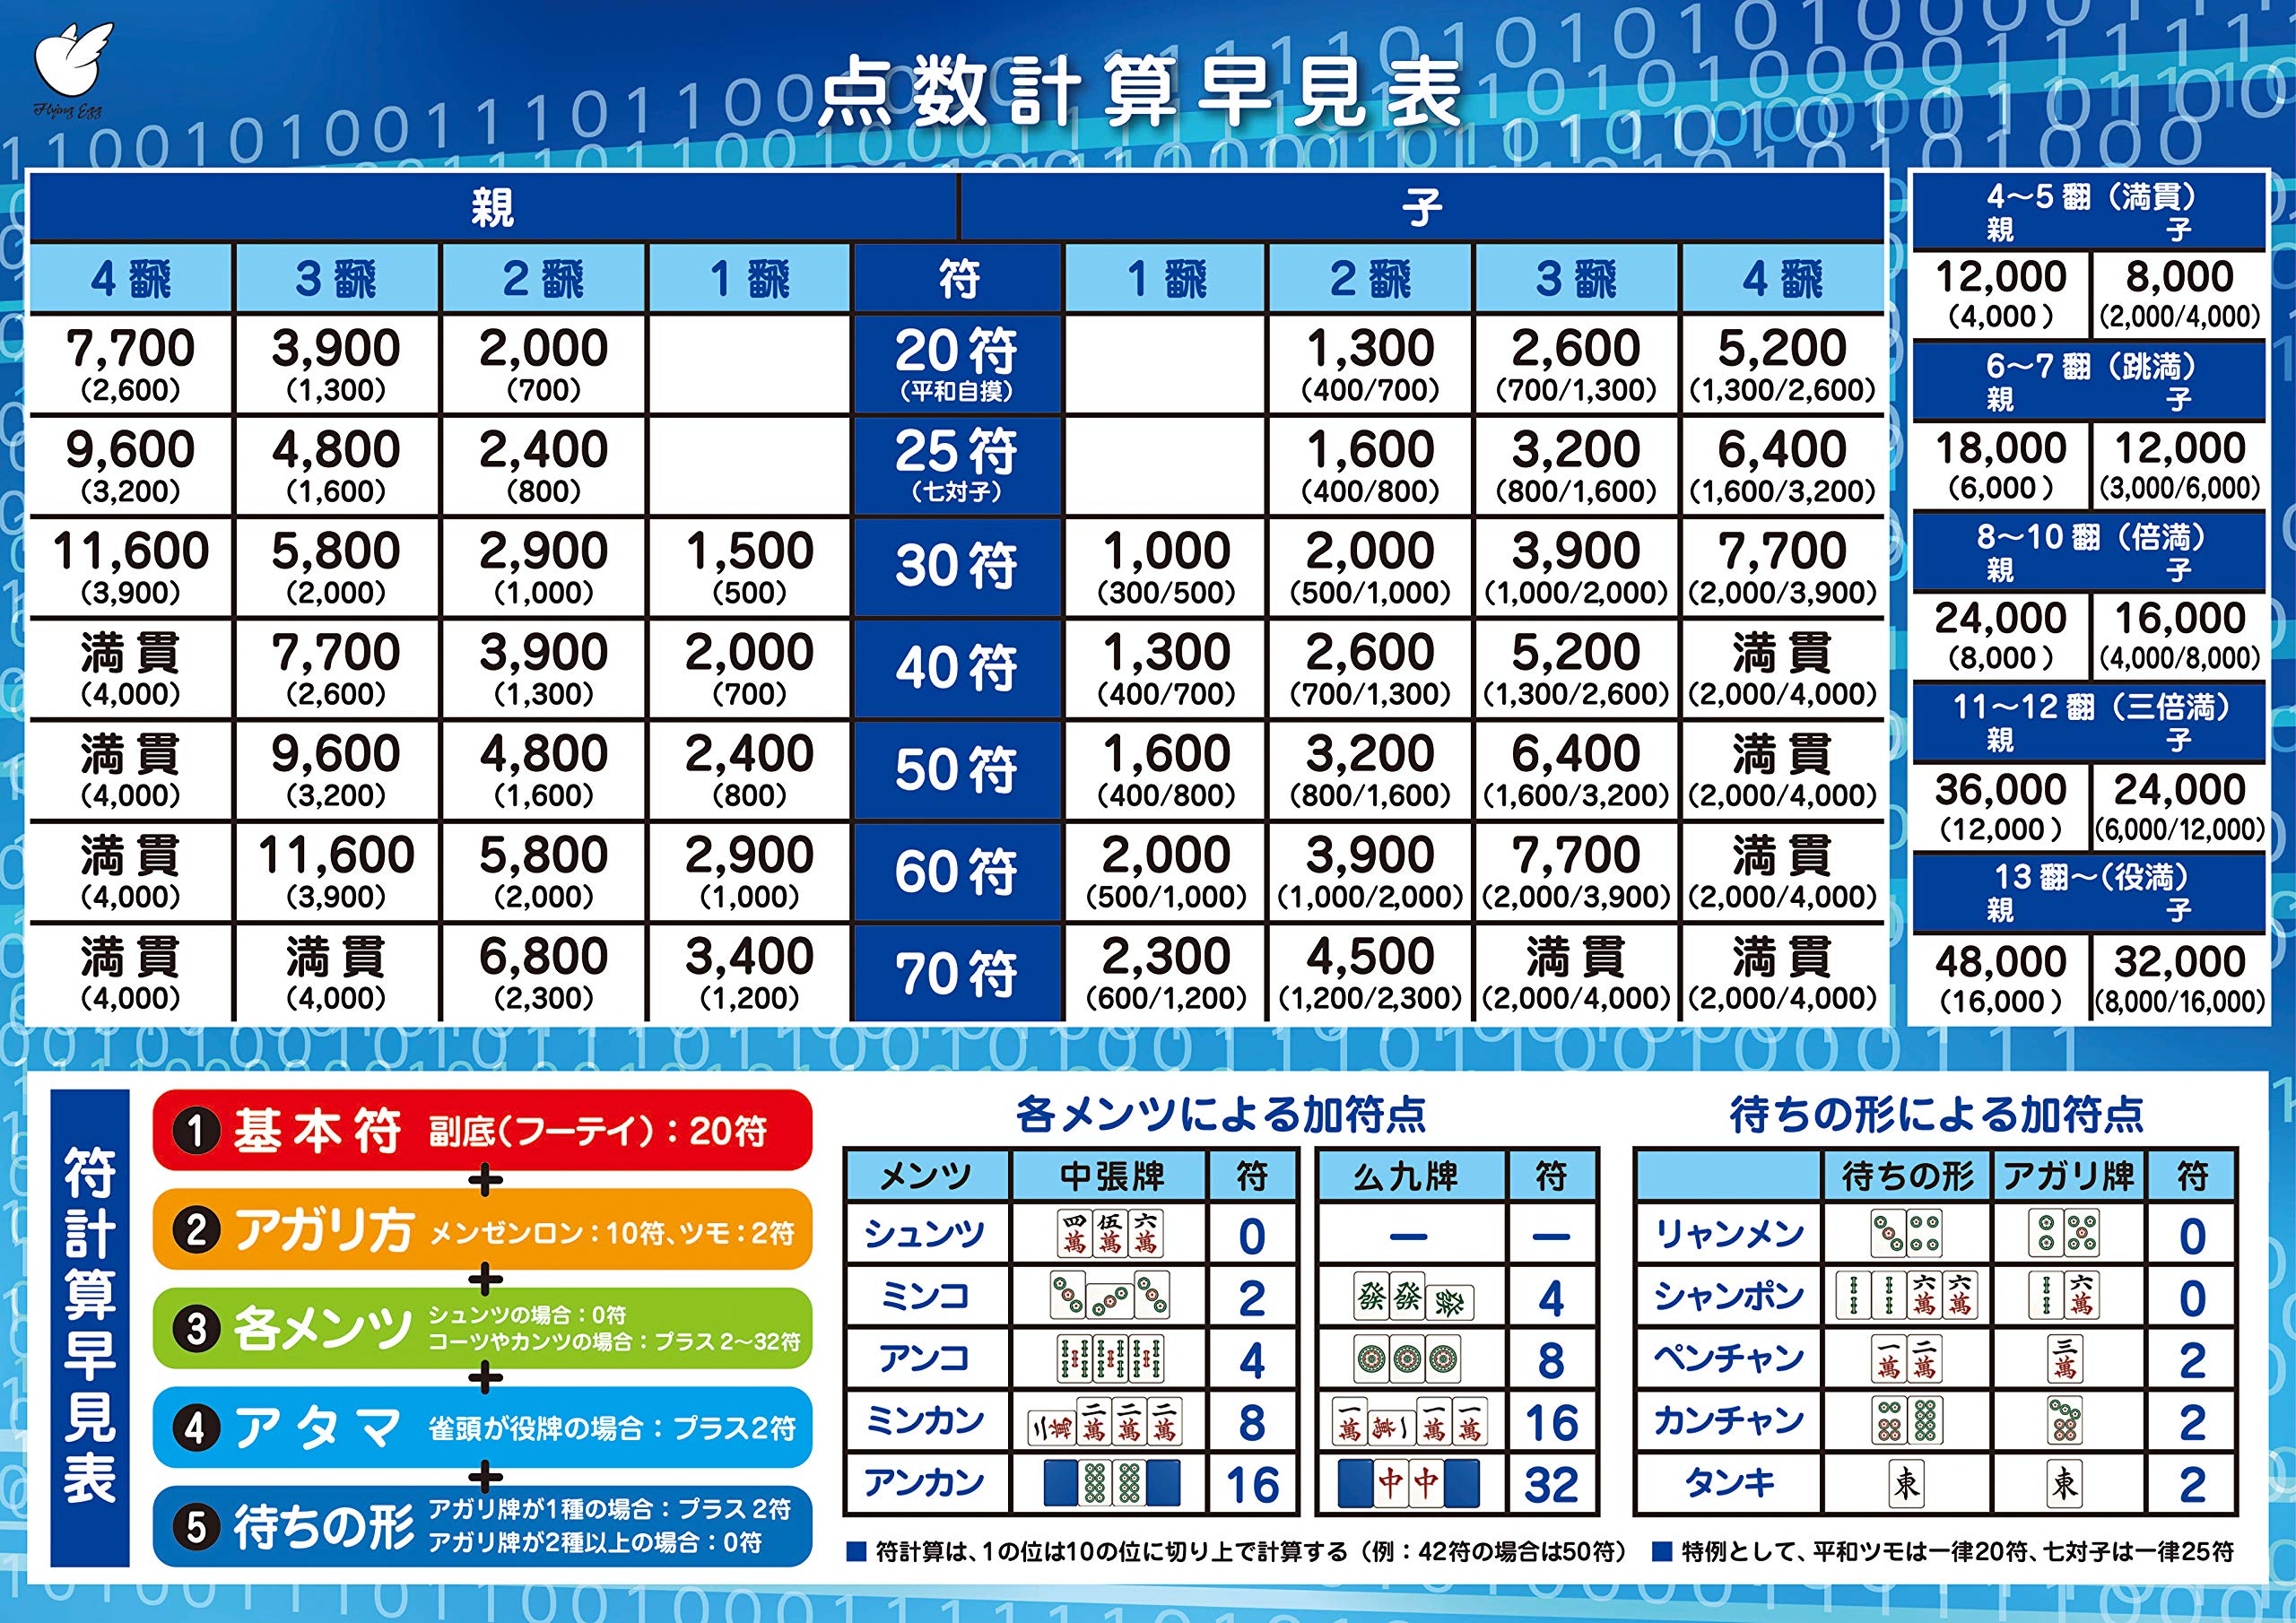 Flying Egg
点数計算早見表
親 子
4翻 3翻 2翻 1翻 符 1翻 2翻 3翻 4翻
7,700 3,900 2,000 20符 1,300 2,600 5,200
(2,600) (1,300) (700) (平和自摸) (400/700) (700/1,300) (1,300/2,600)
9,600 4,800 2,400 25符 1,600 3,200 6,400
(3,200) (1,600) (800) (七対子) (400/800) (800/1,600) (1,600/3,200)
11,600 5,800 2,900 1,500 30符 1,000 2,000 3,900 7,700
(3,900) (2,000) (1,000) (500) (300/500) (500/1,000) (1,000/2,000) (2,000/3,900)
満貫 7,700 3,900 2,000 40符 1,300 2,600 5,200 満貫
(4,000) (2,600) (1,300) (700) (400/700) (700/1,300) (1,300/2,600) (2,000/4,000)
満貫 9,600 4,800 2,400 50符 1,600 3,200 6,400 満貫
(4,000) (3,200) (1,600) (800) (400/800) (800/1,600) (1,600/3,200) (2,000/4,000)
満貫 11,600 5,800 2,900 60符 2,000 3,900 7,700 満貫
(4,000) (3,900) (2,000) (1,000) (500/1,000) (1,000/2,000) (2,000/3,900) (2,000/4,000)
満貫 満貫 6,800 3,400 70符 2,300 4,500 満貫 満貫
(4,000) (4,000) (2,300) (1,200) (600/1,200) (1,200/2,300) (2,000/4,000) (2,000/4,000)
4～5翻(満貫)
親 子
12,000 8,000
(4,000) (2,000/4,000)
6～7翻(跳満)
親 子
18,000 12,000
(6,000) (3,000/6,000)
8～10翻(倍満)
親 子
24,000 16,000
(8,000) (4,000/8,000)
11～12翻(三倍満)
親 子
36,000 24,000
(12,000) (6,000/12,000)
13翻～(役満)
親 子
48,000 32,000
(16,000) (8,000/16,000)
符計算早見表
1 基本符 副底(フーテイ)：20符
+
2 アガリ方 メンゼンロン：10符、ツモ：2符
+
3 各メンツ シュンツの場合：0符
コーツやカンツの場合：プラス2～32符
+
4 アタマ 雀頭が役牌の場合：プラス2符
+
5 待ちの形 アガリ牌が1種の場合：プラス2符
アガリ牌が2種以上の場合：0符
各メンツによる加符点
メンツ 中張牌 符 公九牌 符
シュンツ 四萬 伍萬 六萬 0 ー ー
ミンコ 2 發 發 發 4
アンコ 4 8
ミンカン 二萬 二萬 二萬 二萬 8 一萬 一萬 一萬 一萬 16
アンカン 16 中 中 32
待ちの形による加符点
待ちの形 アガリ牌 符
リャンメン 0
シャンポン 六萬 六萬 六萬 0
ペンチャン 一萬 二萬 三萬 2
カンチャン 2
タンキ 東 東 2
■ 符計算は、1の位は10の位に切り上で計算する(例：42符の場合は50符)
■ 特例として、平和ツモは一律20符、七対子は一律25符